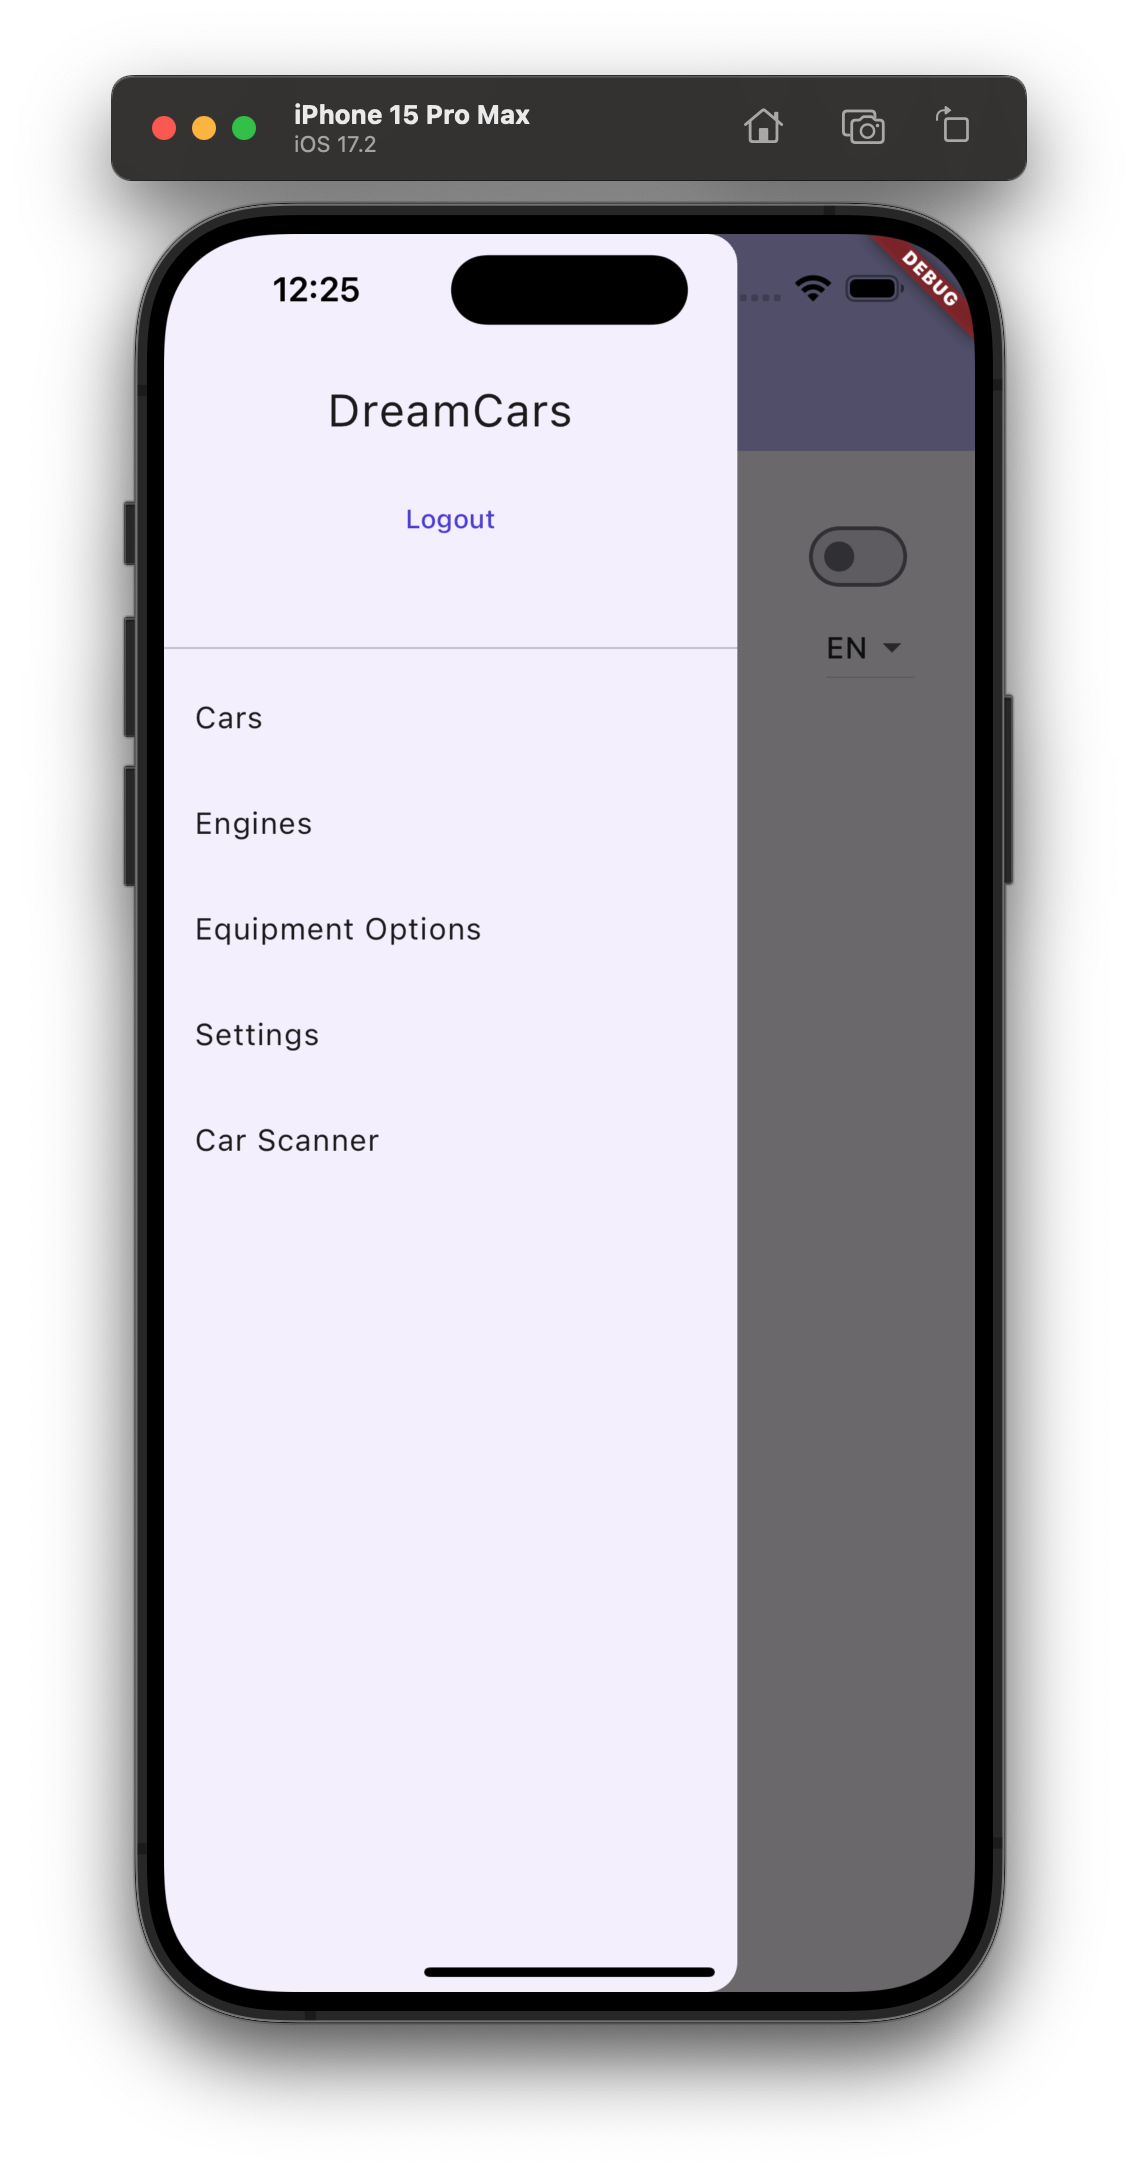 iPhone 15 Pro Max
iOS 17.2
12:25
DEBUG
DreamCars
Logout
EN
Cars
Engines
Equipment Options
Settings
Car Scanner